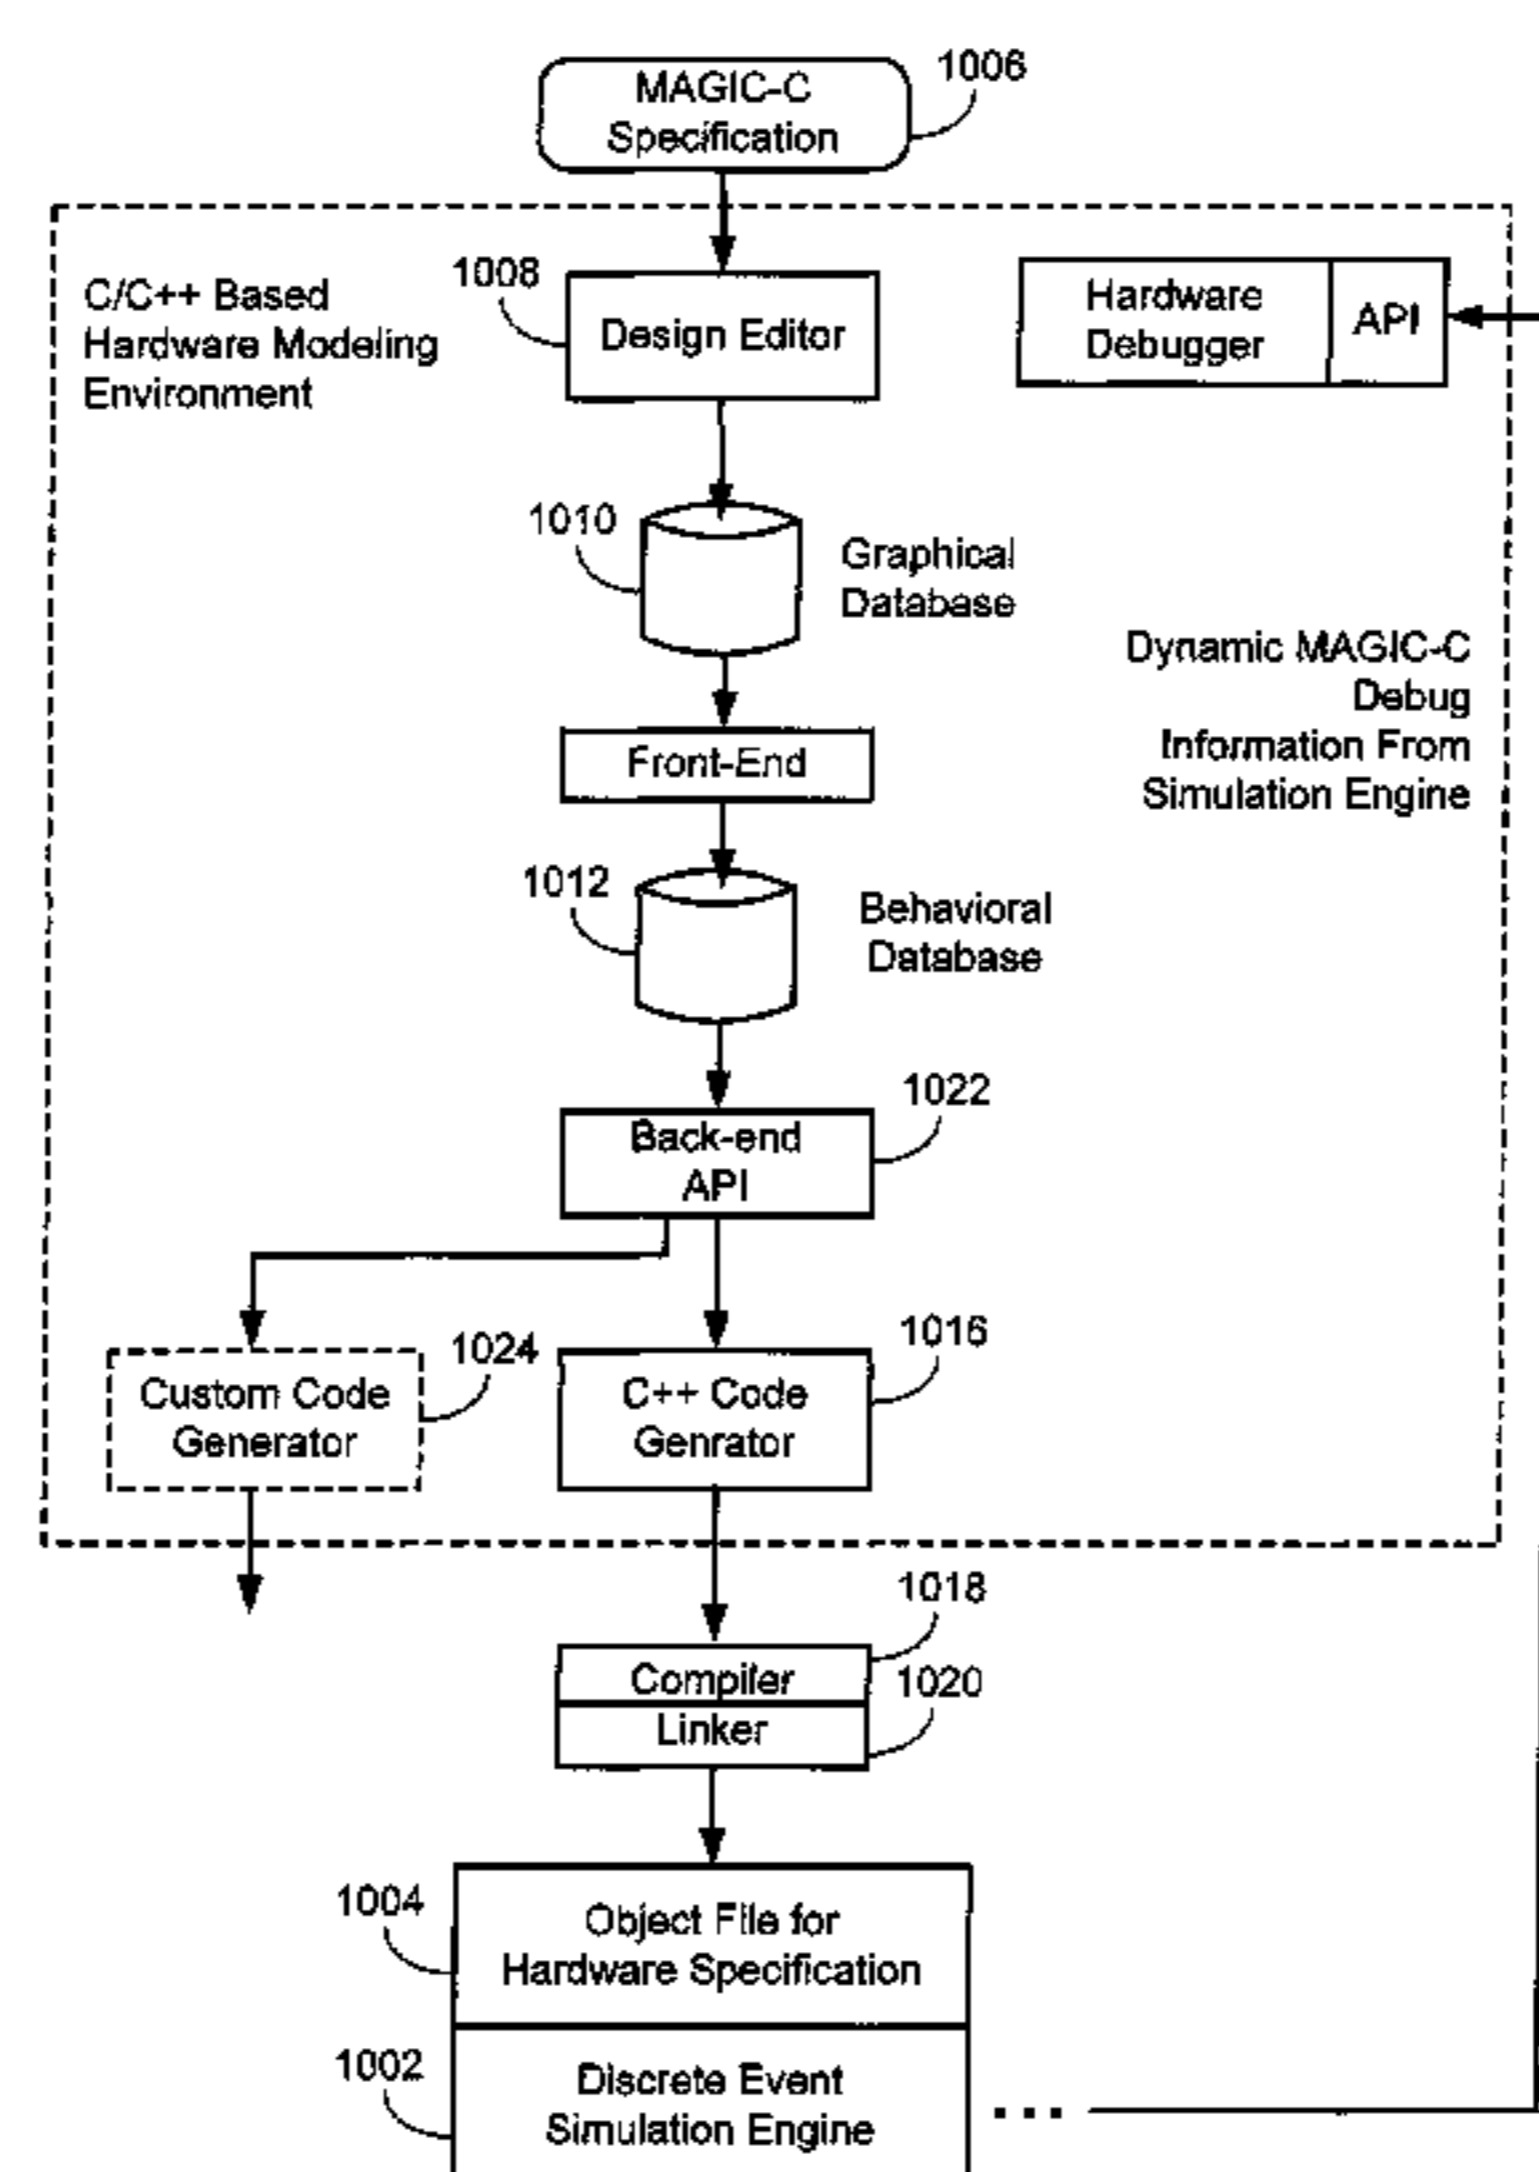 MAGIC-C
Specification
1006
C/C++ Based
Hardware Modeling
Environment
1008
Design Editor
Hardware
Debugger
API
1010
Graphical
Database
Dynamic MAGIC-C
Debug
Information From
Simulation Engine
Front-End
1012
Behavioral
Database
1022
Back-end
API
1024
Custom Code
Generator
1016
C++ Code
Genrator
1018
Compiler
1020
Linker
1004
Object File for
Hardware Specification
1002
Discrete Event
Simulation Engine
...